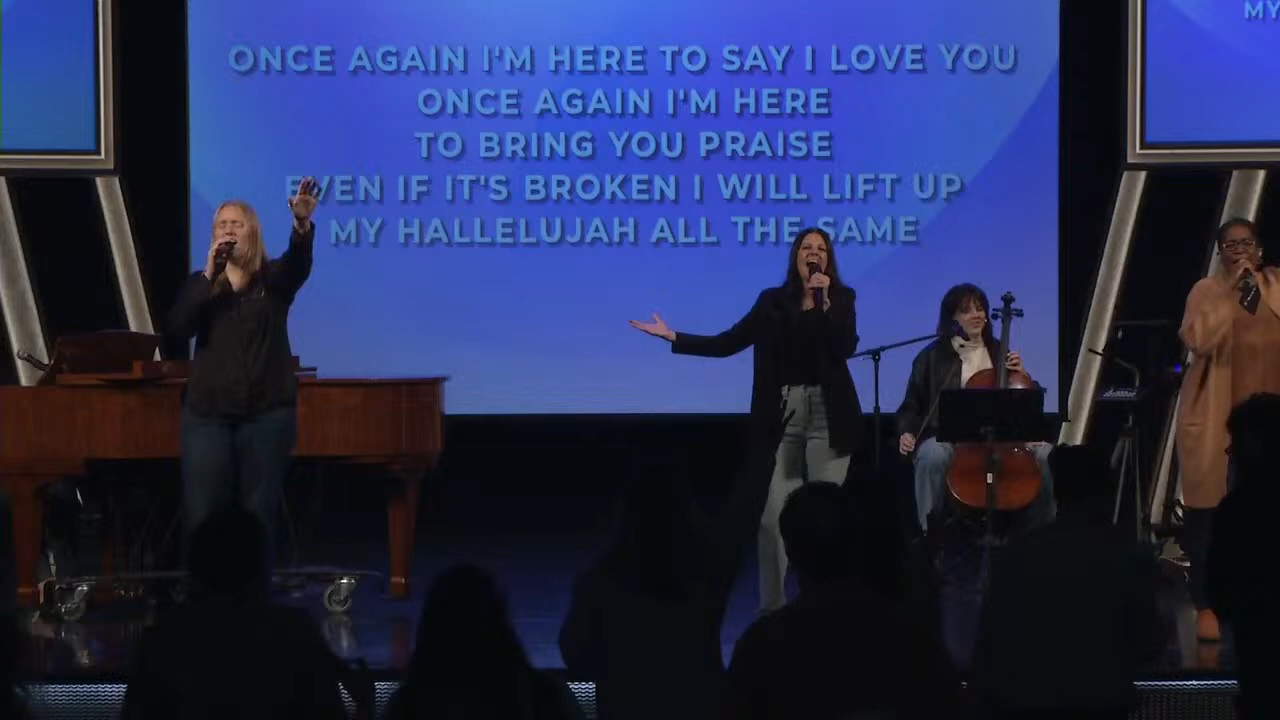 ONCE AGAIN I'M HERE TO SAY I LOVE YOU
ONCE AGAIN I'M HERE
TO BRING YOU PRAISE
EVEN IF IT'S BROKEN I WILL LIFT UP
MY HALLELUJAH ALL THE SAME
MY